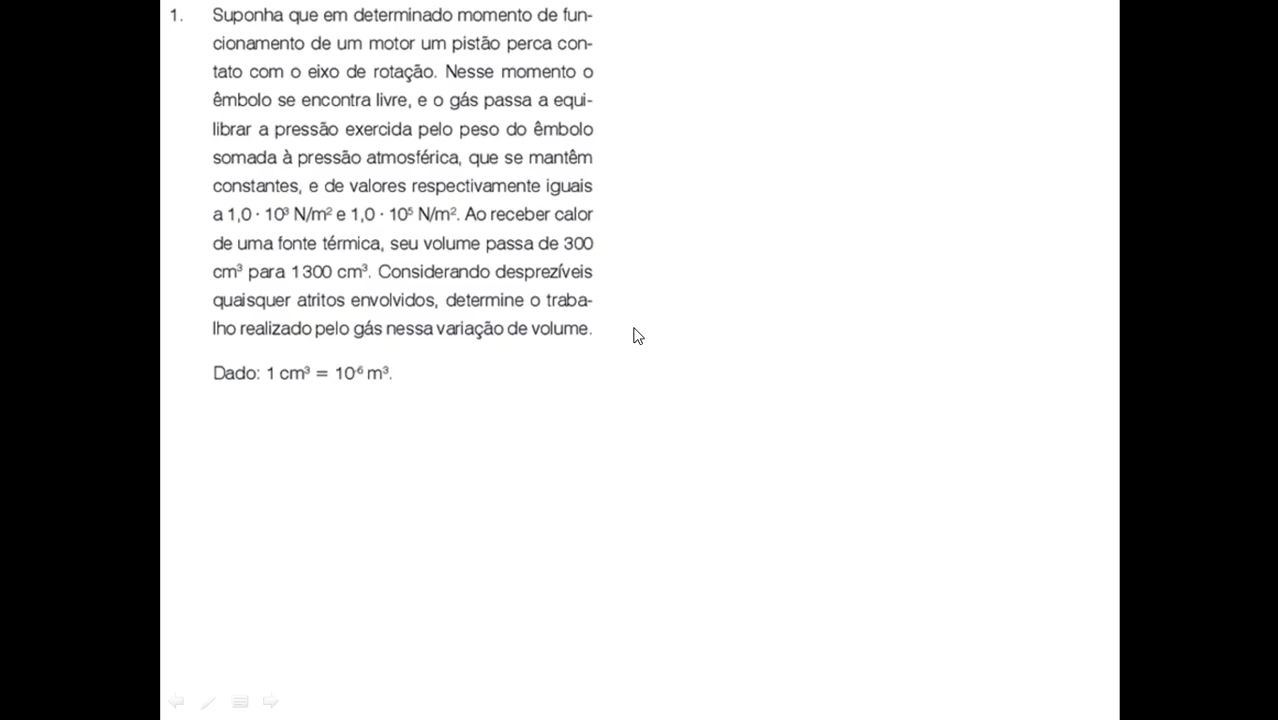 1. Suponha que em determinado momento de fun-
cionamento de um motor um pistão perca con-
tato com o eixo de rotação. Nesse momento o
êmbolo se encontra livre, e o gás passa a equi-
librar a pressão exercida pelo peso do êmbolo
somada à pressão atmosférica, que se mantêm
constantes, e de valores respectivamente iguais
a 1,0 · 10³ N/m² e 1,0 · 10⁵ N/m². Ao receber calor
de uma fonte térmica, seu volume passa de 300
cm³ para 1 300 cm³. Considerando desprezíveis
quaisquer atritos envolvidos, determine o traba-
lho realizado pelo gás nessa variação de volume.
Dado: 1 cm³ = 10⁻⁶ m³.